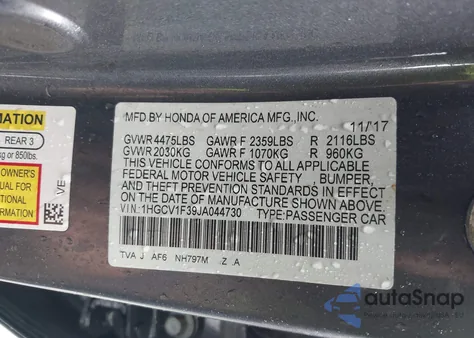 MATION
REAR 3
kg or 850lbs.
OWNER'S
MANUAL FOR
DITIONAL
MATION
MFD.BY HONDA OF AMERICA MFG.,INC.
11/17
GVWR 4475LBS GAWR F 2359LBS R 2116LBS
GVWR 2030KG GAWR F 1070KG R 960KG
THIS VEHICLE CONFORMS TO ALL APPLICABLE
FEDERAL MOTOR VEHICLE SAFETY , BUMPER,
AND THEFT PREVENTION STANDARDS IN EFFECT
ON THE DATE OF MANUFACTURE SHOWN ABOVE.
VIN:1HGCV1F39JA044730 TYPE:PASSENGER CAR
TVA J AF6 NH797M Z .A
autoSnap